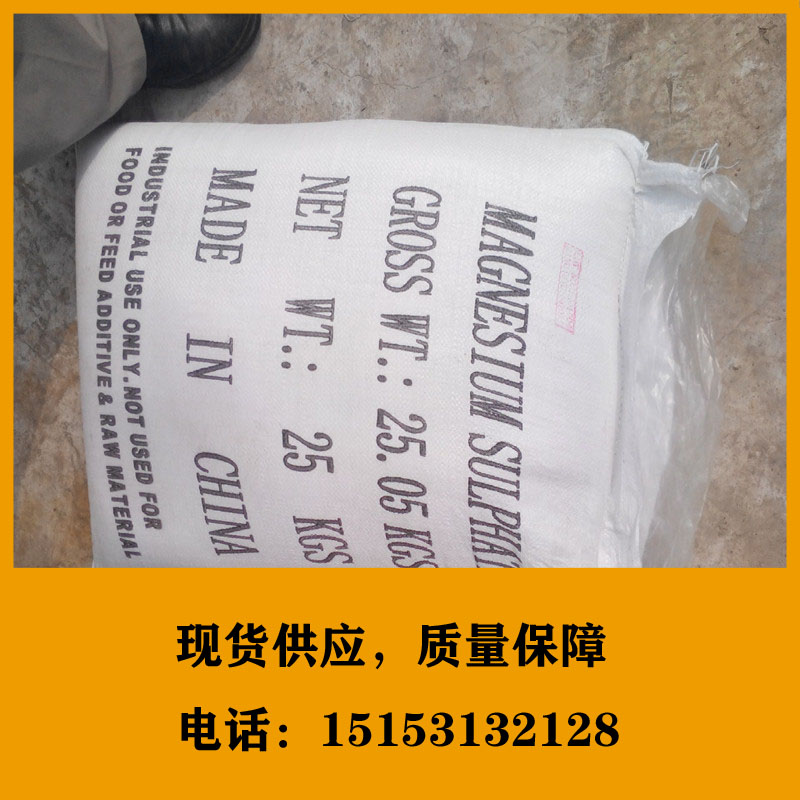 MAGNESIUM SULPHAT
GROSS WT.: 25.05 KGS
NET WT.: 25 KGS
MADE IN CHINA
INDUSTRIAL USE ONLY.NOT USED FOR
FOOD OR FEED ADDITIVE & RAW MATERIAL
现货供应，质量保障
电话：15153132128